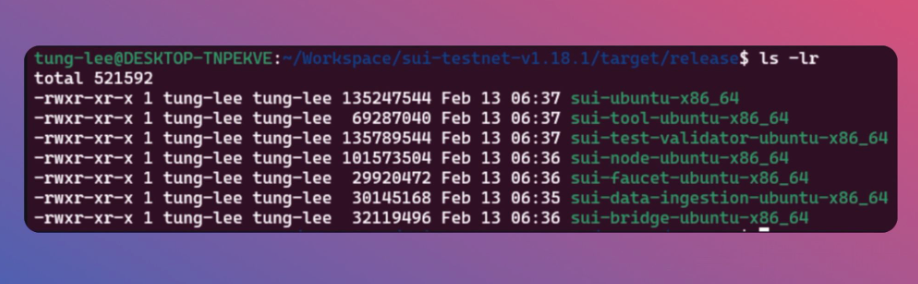 tung-lee@DESKTOP-TNPEKVE:~/Workspace/sui-testnet-v1.18.1/target/release$ ls -lr
total 521592
-rwxr-xr-x 1 tung-lee tung-lee 135247544 Feb 13 06:37 sui-ubuntu-x86_64
-rwxr-xr-x 1 tung-lee tung-lee  69287040 Feb 13 06:37 sui-tool-ubuntu-x86_64
-rwxr-xr-x 1 tung-lee tung-lee 135789544 Feb 13 06:37 sui-test-validator-ubuntu-x86_64
-rwxr-xr-x 1 tung-lee tung-lee 101573504 Feb 13 06:36 sui-node-ubuntu-x86_64
-rwxr-xr-x 1 tung-lee tung-lee  29920472 Feb 13 06:36 sui-faucet-ubuntu-x86_64
-rwxr-xr-x 1 tung-lee tung-lee  30145168 Feb 13 06:35 sui-data-ingestion-ubuntu-x86_64
-rwxr-xr-x 1 tung-lee tung-lee  32119496 Feb 13 06:36 sui-bridge-ubuntu-x86_64